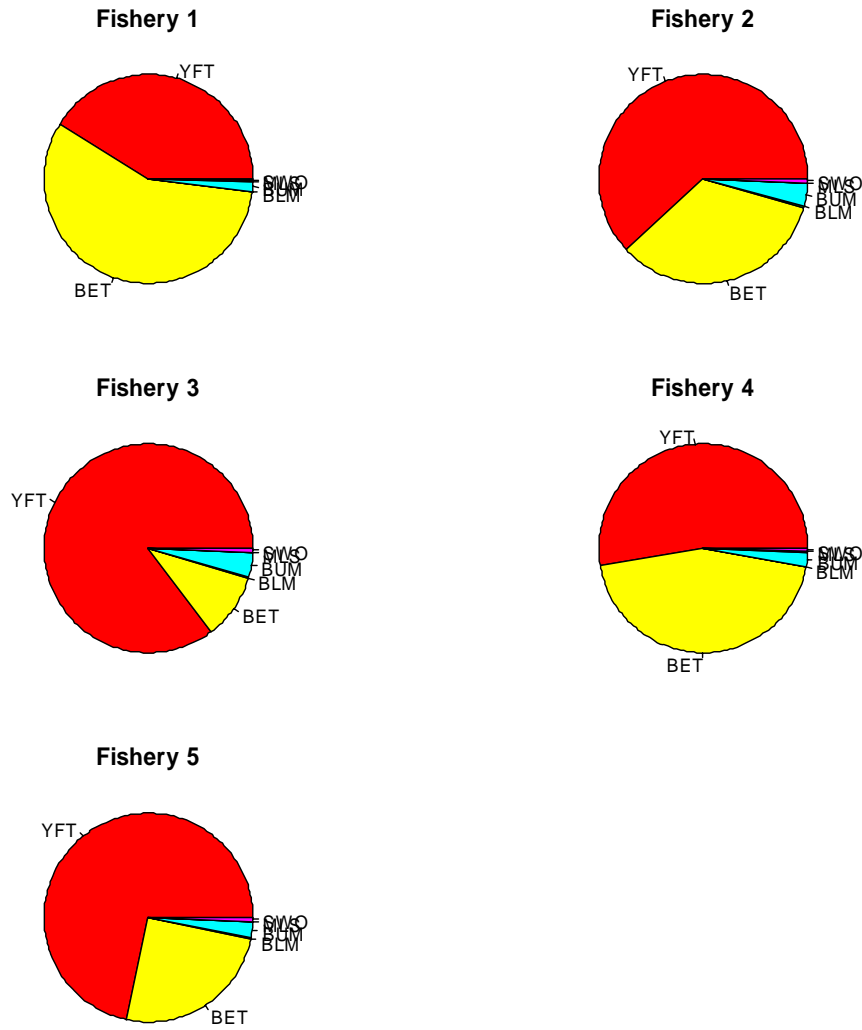 Fishery 1
YFT
BET
BLM
BUM
MLS
SWO
Fishery 2
YFT
BET
BLM
BUM
MLS
SWO
Fishery 3
YFT
BET
BLM
BUM
MLS
SWO
Fishery 4
YFT
BET
BLM
BUM
MLS
SWO
Fishery 5
YFT
BET
BLM
BUM
MLS
SWO